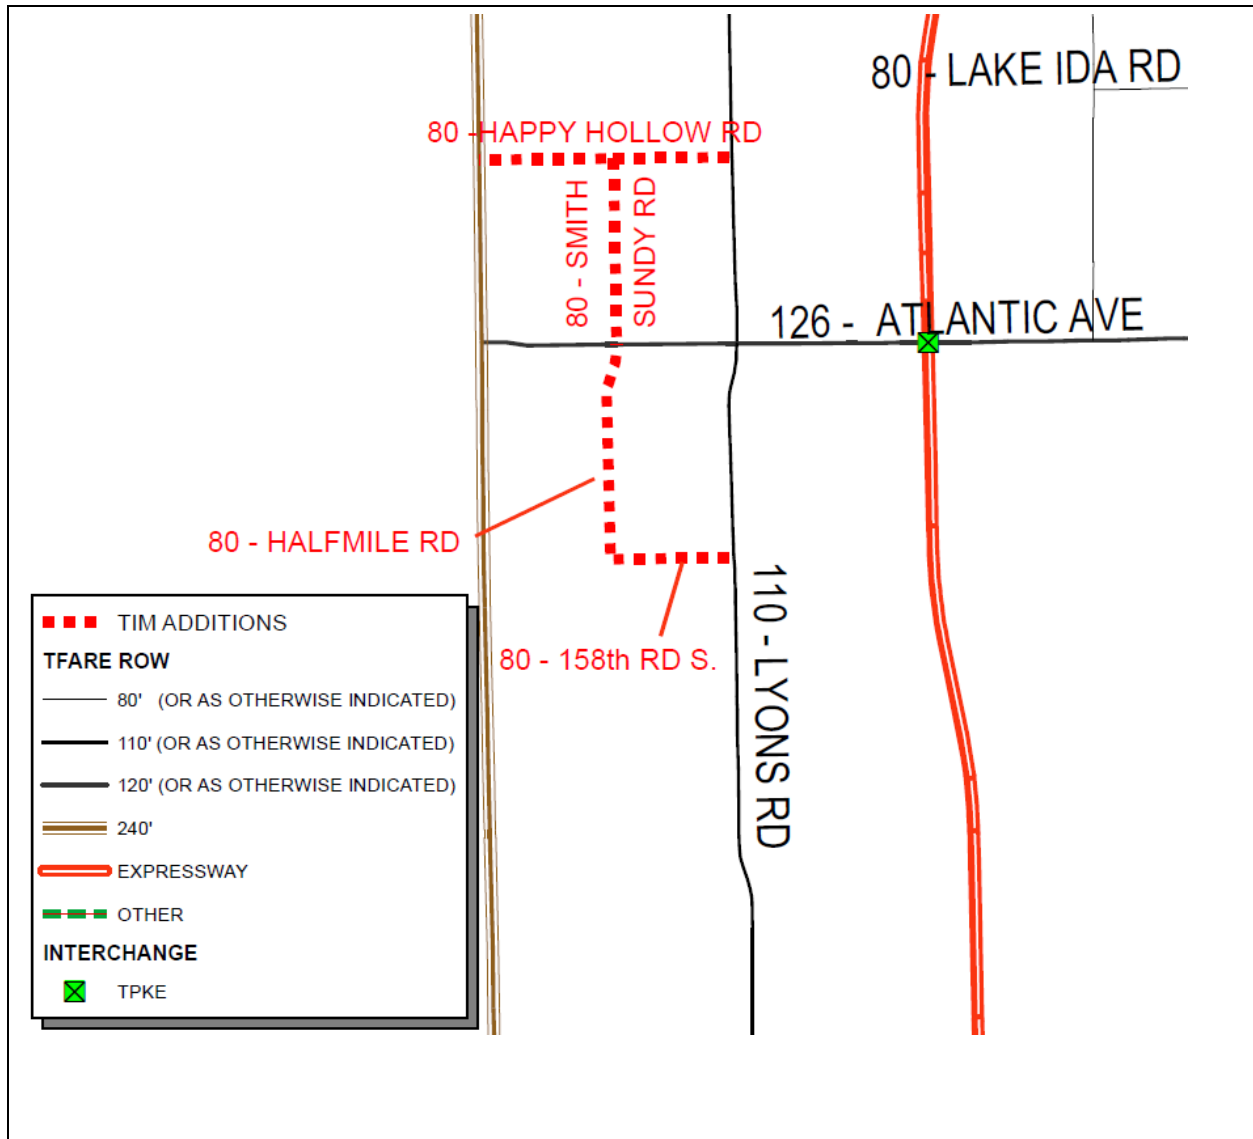 80 - LAKE IDA RD
80 -HAPPY HOLLOW RD
80 - SMITH
SUNDY RD
126 - ATLANTIC AVE
80 - HALFMILE RD
80 - 158th RD S.
110 - LYONS RD
TIM ADDITIONS
TFARE ROW
80' (OR AS OTHERWISE INDICATED)
110' (OR AS OTHERWISE INDICATED)
120' (OR AS OTHERWISE INDICATED)
240'
EXPRESSWAY
OTHER
INTERCHANGE
TPKE